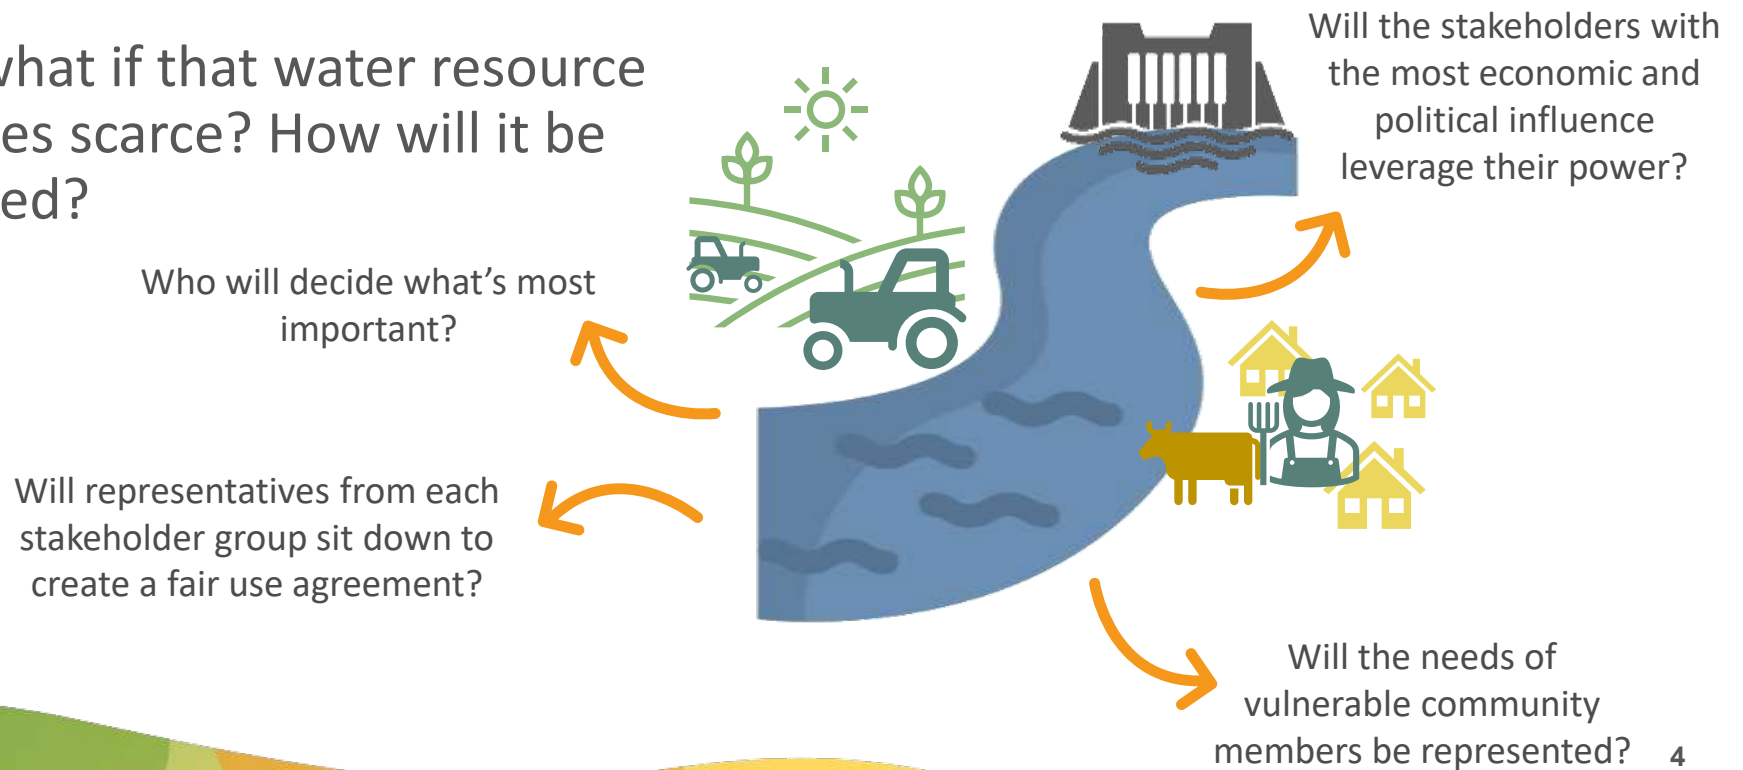 what if that water resource
es scarce? How will it be
ed?
Who will decide what’s most
important?
Will representatives from each
stakeholder group sit down to
create a fair use agreement?
Will the stakeholders with
the most economic and
political influence
leverage their power?
Will the needs of
vulnerable community
members be represented?
4